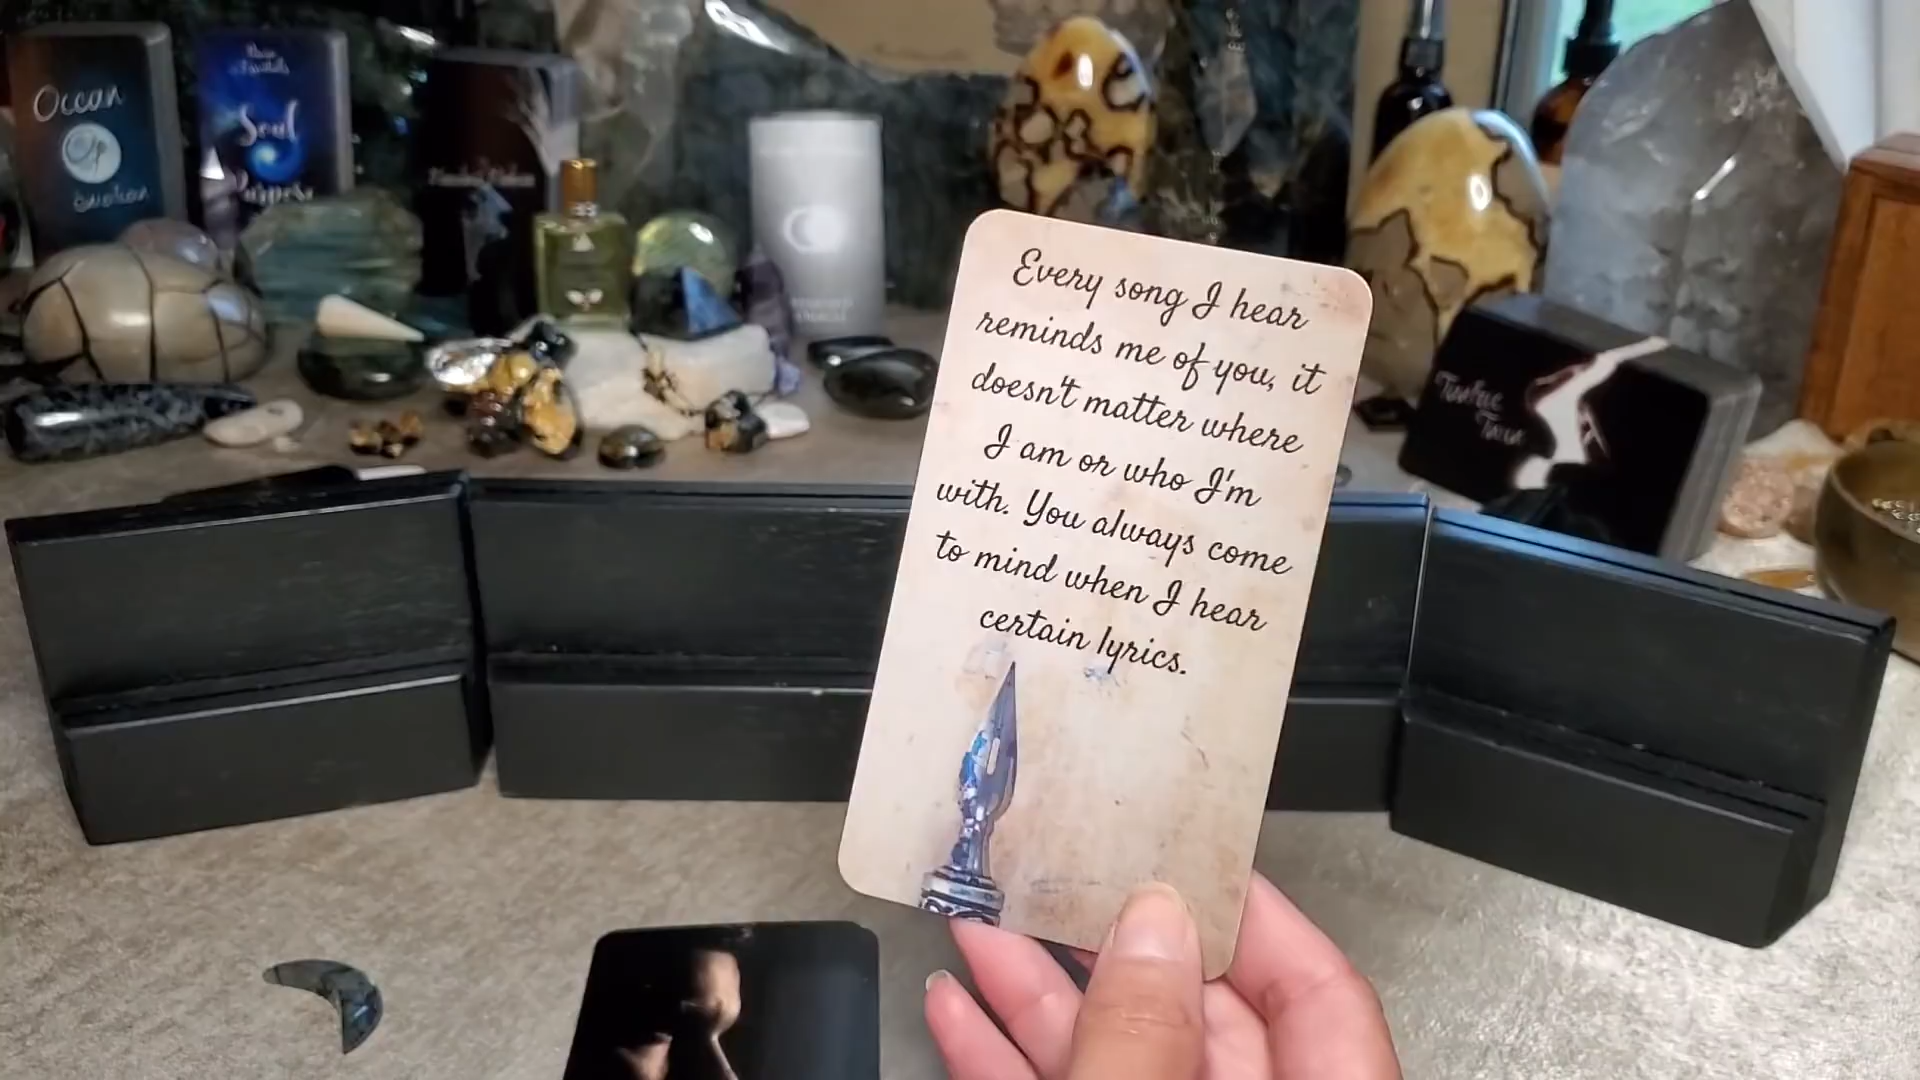 Ocean
Soul
Purpose
Every song I hear
reminds me of you, it
doesn't matter where
I am or who I'm
with. You always come
to mind when I hear
certain lyrics.